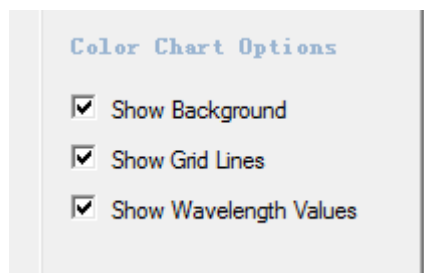 Color Chart Options
Show Background
Show Grid Lines
Show Wavelength Values